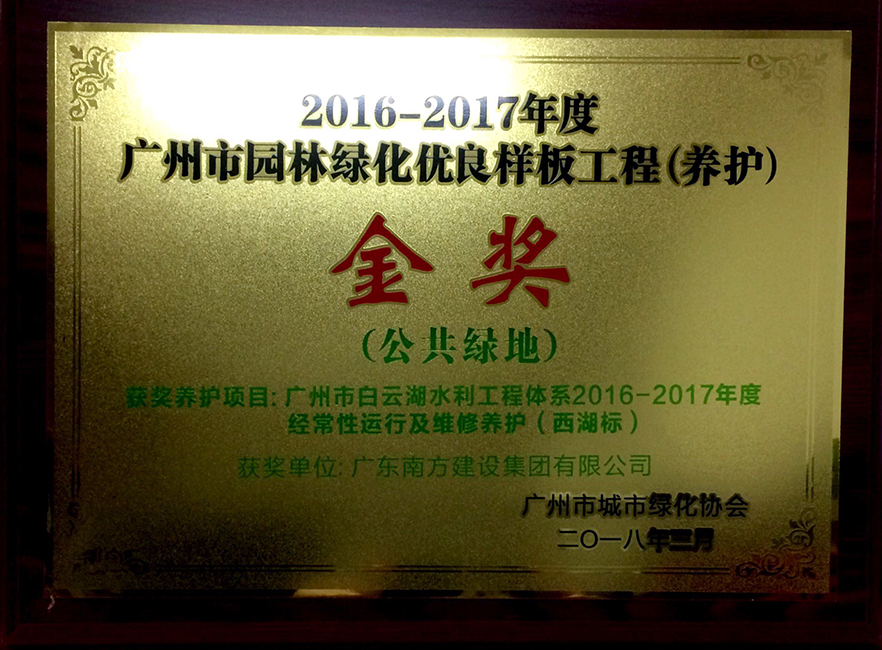 2016-2017年度
广州市园林绿化优良样板工程(养护)
金奖
(公共绿地)
获奖养护项目: 广州市白云湖水利工程体系2016-2017年度
经常性运行及维修养护(西湖标)
获奖单位: 广东南方建设集团有限公司
广州市城市绿化协会
二〇一八年三月